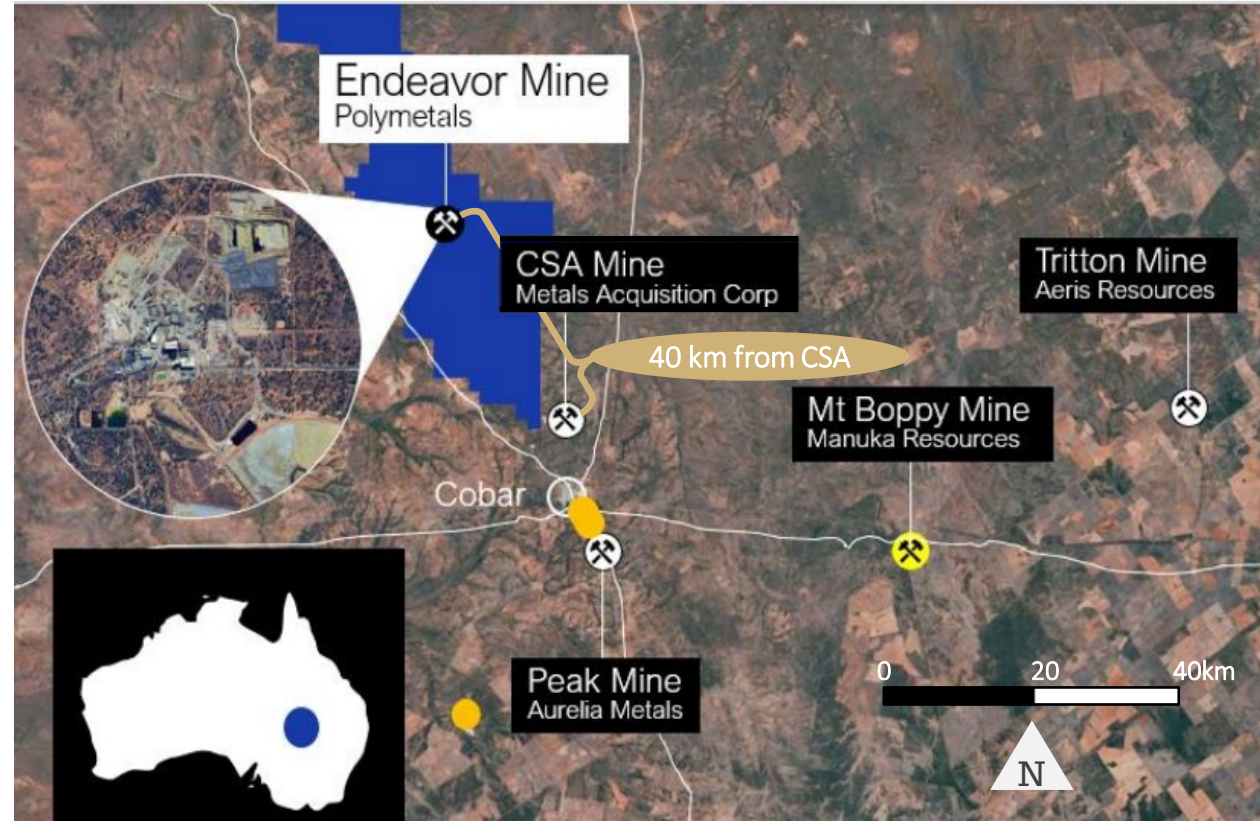 Endeavor Mine
Polymetals
CSA Mine
Metals Acquisition Corp
Tritton Mine
Aeris Resources
40 km from CSA
Mt Boppy Mine
Manuka Resources
Cobar
Peak Mine
Aurelia Metals
0 20 40km
N